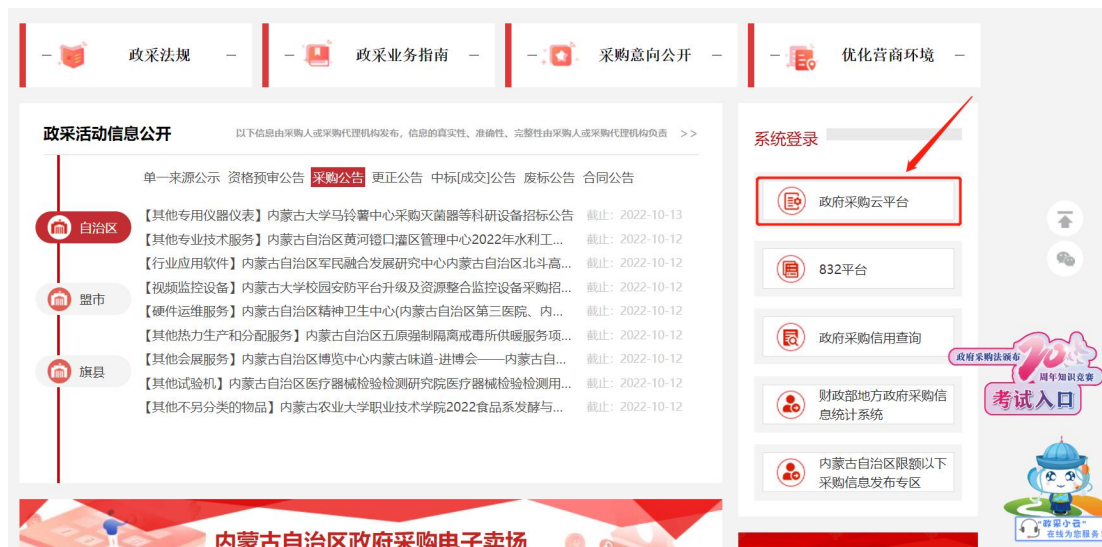 政采法规
政采业务指南
采购意向公开
优化营商环境
政采活动信息公开
以下信息由采购人或采购代理机构发布，信息的真实性、准确性、完整性由采购人或采购代理机构负责 >>
单一来源公示 资格预审公告 采购公告 更正公告 中标[成交]公告 废标公告 合同公告
自治区
盟市
旗县
【其他专用仪器仪表】内蒙古大学马铃薯中心采购灭菌器等科研设备招标公告 截止：2022-10-13
【其他专业技术服务】内蒙古自治区黄河镫口灌区管理中心2022年水利工... 截止：2022-10-12
【行业应用软件】内蒙古自治区军民融合发展研究中心内蒙古自治区北斗高... 截止：2022-10-12
【视频监控设备】内蒙古大学校园安防平台升级及资源整合监控设备采购招... 截止：2022-10-12
【硬件运维服务】内蒙古自治区精神卫生中心(内蒙古自治区第三医院、内... 截止：2022-10-12
【其他热力生产和分配服务】内蒙古自治区五原强制隔离戒毒所供暖服务项... 截止：2022-10-12
【其他会展服务】内蒙古自治区博览中心内蒙古味道-进博会——内蒙古自... 截止：2022-10-12
【其他试验机】内蒙古自治区医疗器械检验检测研究院医疗器械检验检测用... 截止：2022-10-12
【其他不另分类的物品】内蒙古农业大学职业技术学院2022食品系发酵与... 截止：2022-10-12
系统登录
政府采购云平台
832平台
政府采购信用查询
财政部地方政府采购信
息统计系统
内蒙古自治区限额以下
采购信息发布专区
政府采购法颁布
周年知识竞赛
考试入口
"蒙采小云"
在线为您服务
内蒙古自治区政府采购电子卖场